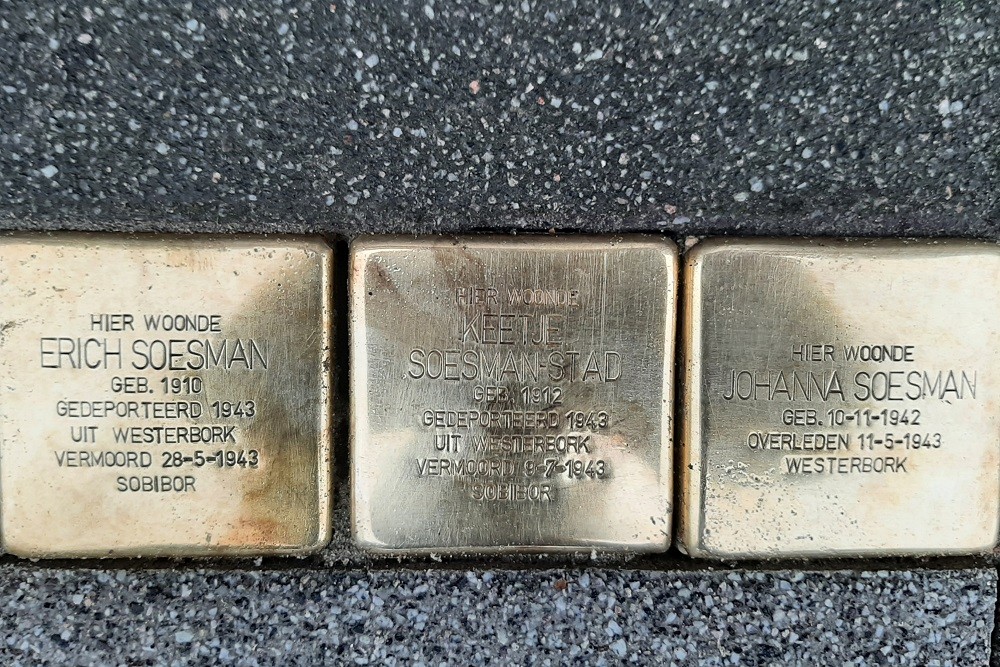 HIER WOONDE
ERICH SOESMAN
GEB. 1910
GEDEPORTEERD 1943
UIT WESTERBORK
VERMOORD 28-5-1943
SOBIBOR
HIER WOONDE
KEETJE
SOESMAN-STAD
GEB. 1912
GEDEPORTEERD 1943
UIT WESTERBORK
VERMOORD 9-7-1943
SOBIBOR
HIER WOONDE
JOHANNA SOESMAN
GEB. 10-11-1942
OVERLEDEN 11-5-1943
WESTERBORK